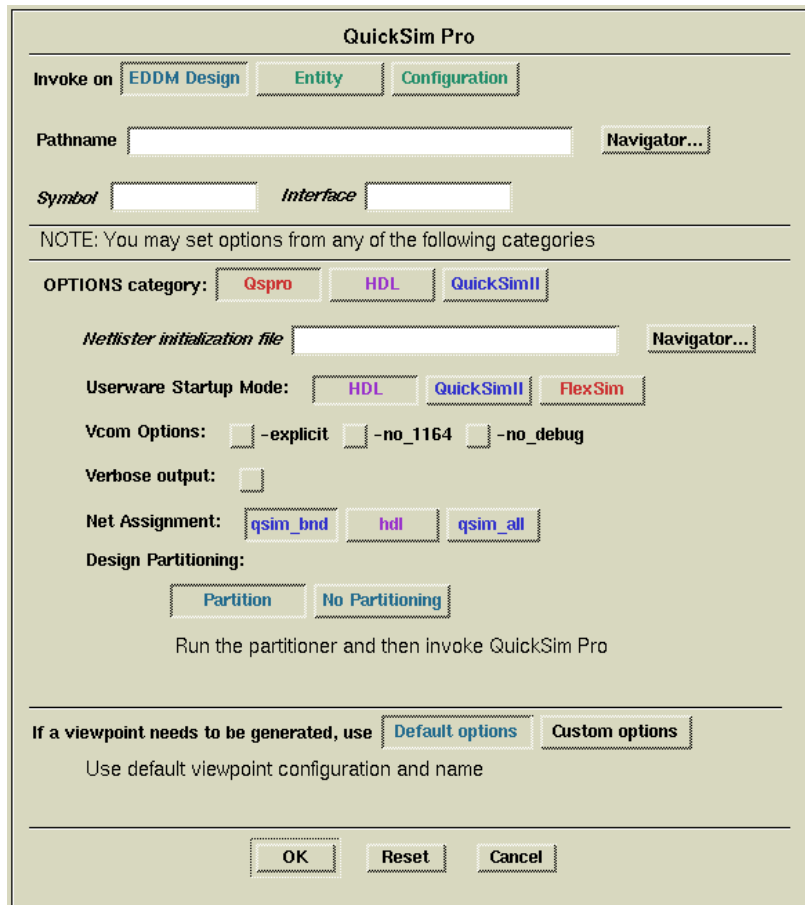 QuickSim Pro
Invoke on EDDM Design Entity Configuration
Pathname Navigator...
Symbol Interface
NOTE: You may set options from any of the following categories
OPTIONS category: Qspro HDL QuickSimII
Netlister initialization file Navigator...
Userware Startup Mode: HDL QuickSimII FlexSim
Vcom Options: -explicit -no_1164 -no_debug
Verbose output:
Net Assignment: qsim_bnd hdl qsim_all
Design Partitioning:
Partition No Partitioning
Run the partitioner and then invoke QuickSim Pro
If a viewpoint needs to be generated, use Default options Custom options
Use default viewpoint configuration and name
OK Reset Cancel